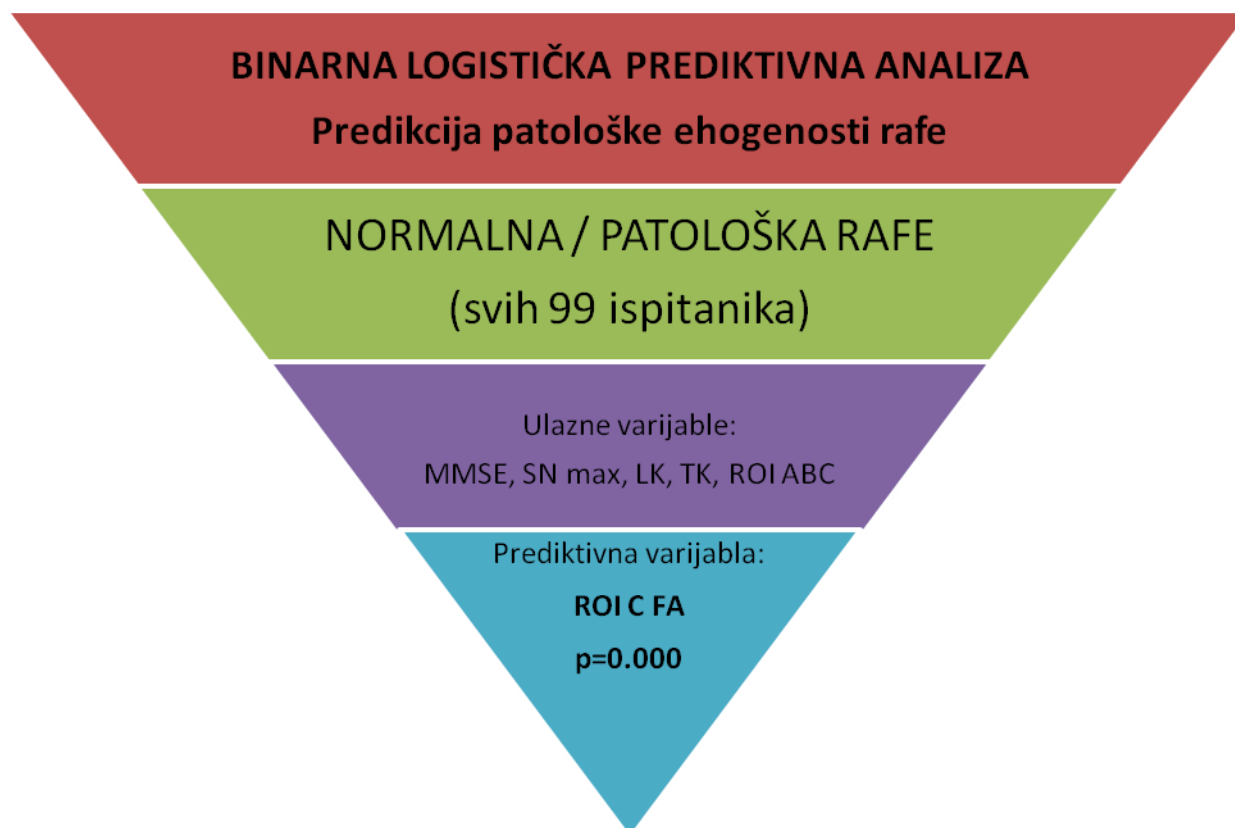 BINARNA LOGISTIČKA PREDIKTIVNA ANALIZA
Predikcija patološke ehogenosti rafe
NORMALNA / PATOLOŠKA RAFE
(svih 99 ispitanika)
Ulazne varijable:
MMSE, SN max, LK, TK, ROI ABC
Prediktivna varijabla:
ROI C FA
p=0.000